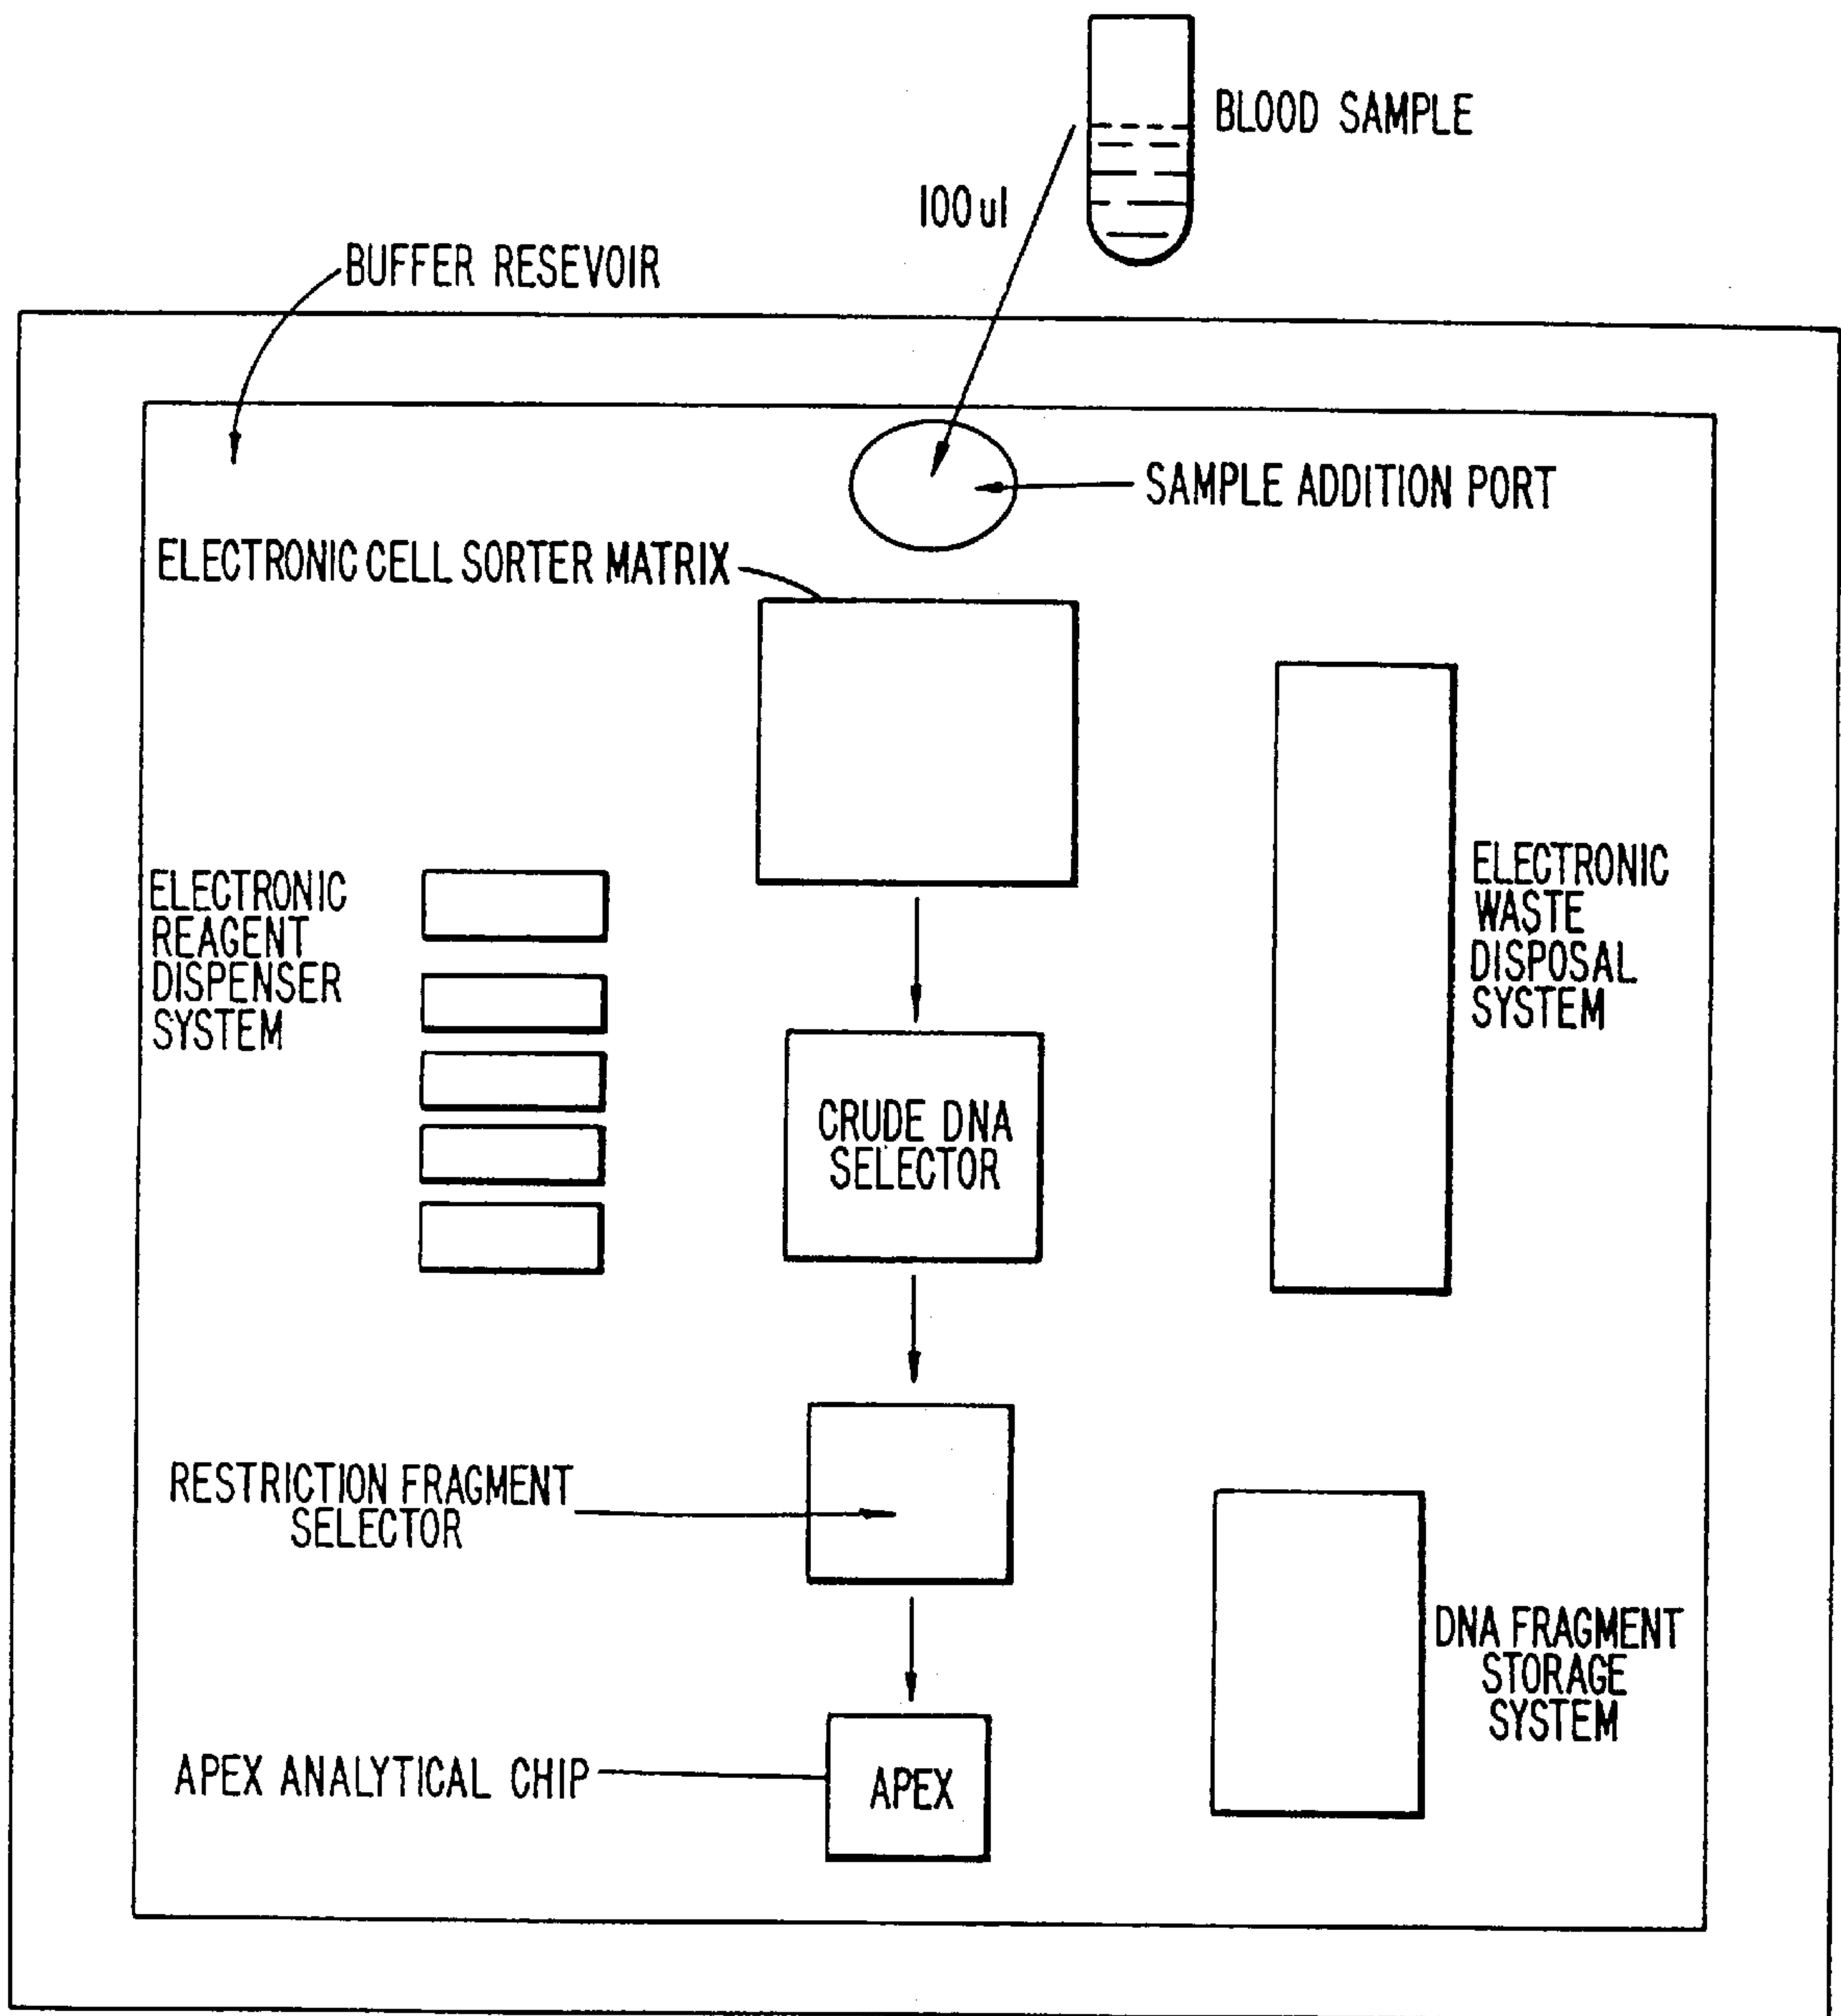 BLOOD SAMPLE
100 ul
BUFFER RESEVOIR
SAMPLE ADDITION PORT
ELECTRONIC CELL SORTER MATRIX
ELECTRONIC
REAGENT
DISPENSER
SYSTEM
ELECTRONIC
WASTE
DISPOSAL
SYSTEM
CRUDE DNA
SELECTOR
RESTRICTION FRAGMENT
SELECTOR
DNA FRAGMENT
STORAGE
SYSTEM
APEX ANALYTICAL CHIP
APEX